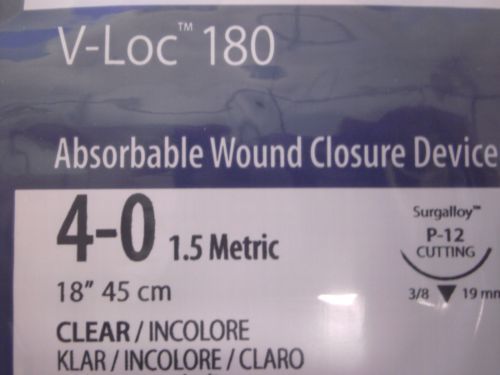 V-Loc™ 180
Absorbable Wound Closure Device
4-0 1.5 Metric
18” 45 cm
CLEAR / INCOLORE
KLAR / INCOLORE / CLARO
Surgalloy™
P-12
CUTTING
3/8 ▼ 19 mm